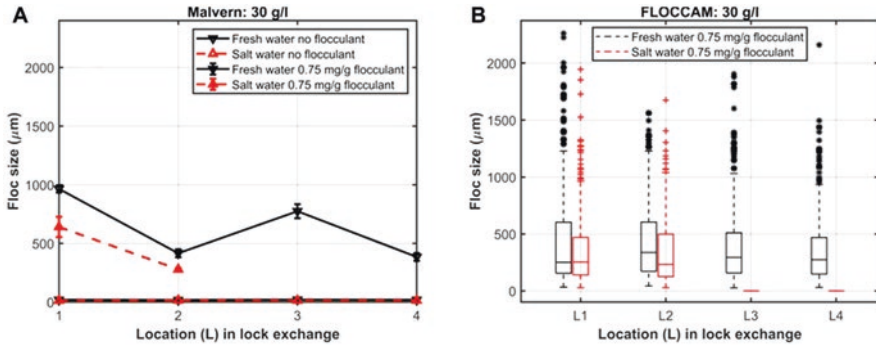 A
Malvern: 30 g/l
Fresh water no flocculant
Salt water no flocculant
Fresh water 0.75 mg/g flocculant
Salt water 0.75 mg/g flocculant
Floc size (μm)
2000
1500
1000
500
0
1
2
3
4
Location (L) in lock exchange
B
FLOCCAM: 30 g/l
Fresh water 0.75 mg/g flocculant
Salt water 0.75 mg/g flocculant
Floc size (μm)
2000
1500
1000
500
0
L1
L2
L3
L4
Location (L) in lock exchange